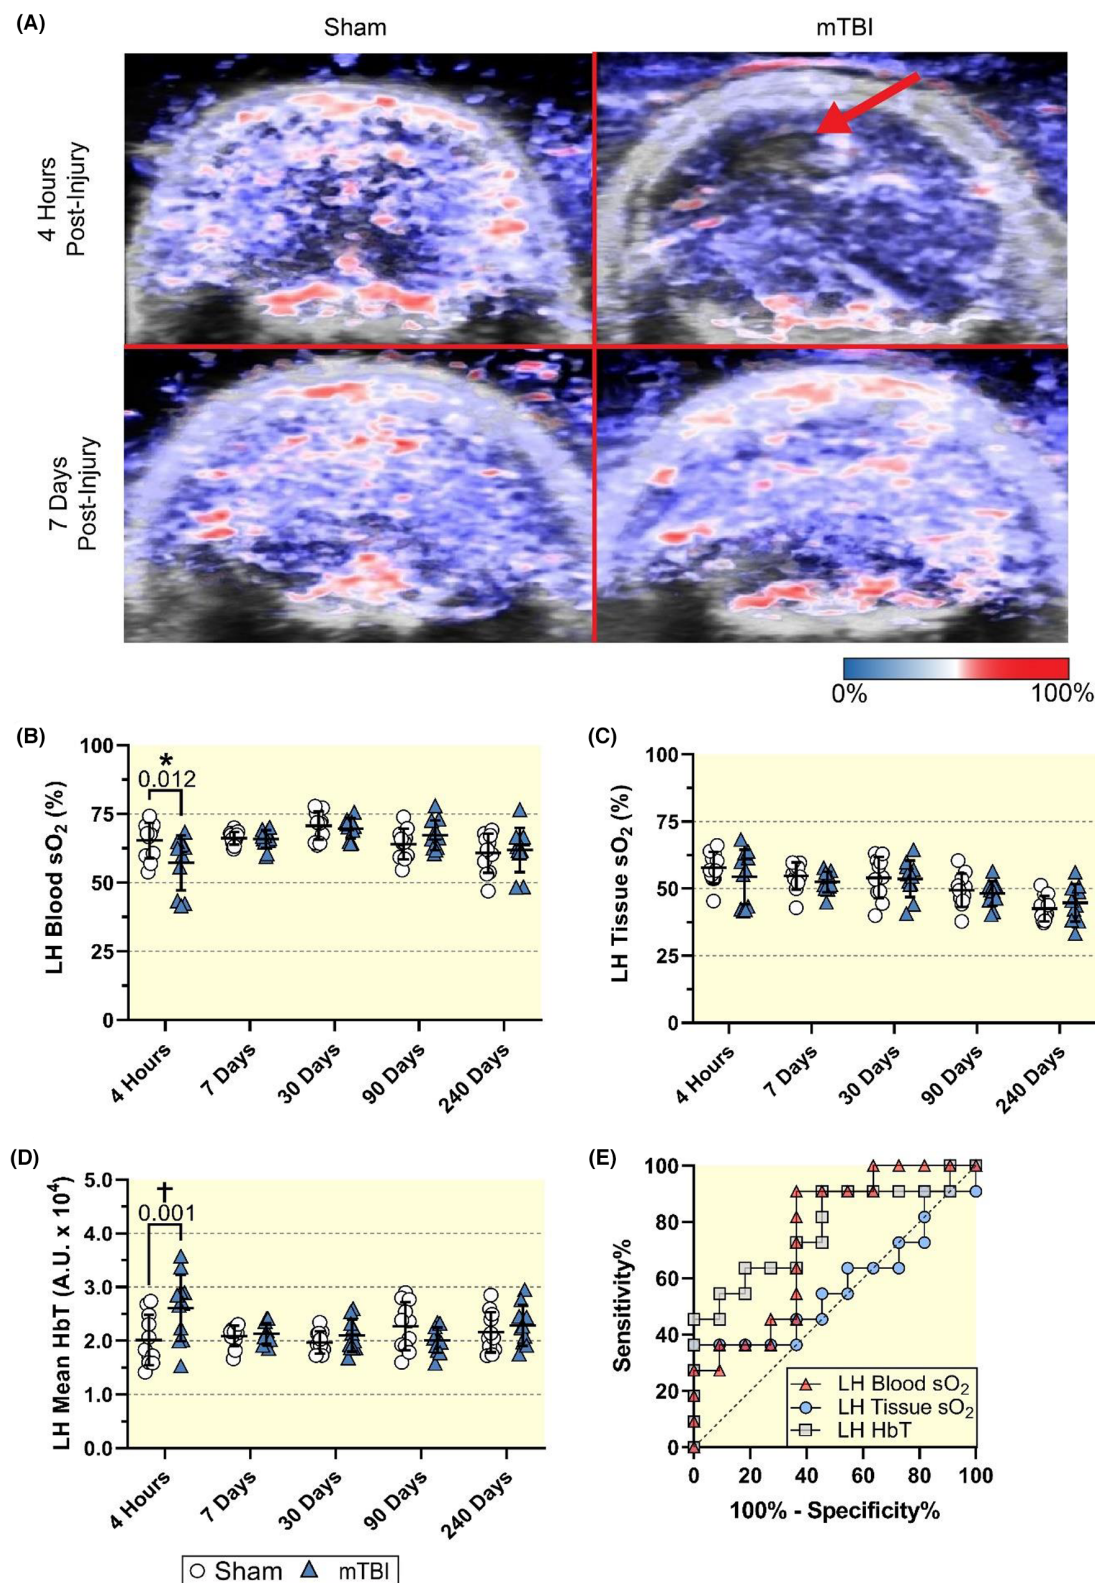 (A)
Sham
mTBI
4 Hours
Post-Injury
7 Days
Post-Injury
0%
100%
(B)
LH Blood sO₂ (%)
100
75
50
25
0
*
0.012
4 Hours
7 Days
30 Days
90 Days
240 Days
(C)
LH Tissue sO₂ (%)
100
75
50
25
0
4 Hours
7 Days
30 Days
90 Days
240 Days
(D)
LH Mean HbT (A.U. x 10⁴)
5.0
4.0
3.0
2.0
1.0
0.0
†
0.001
4 Hours
7 Days
30 Days
90 Days
240 Days
Sham mTBI
(E)
Sensitivity%
100
80
60
40
20
0
LH Blood sO₂
LH Tissue sO₂
LH HbT
0 20 40 60 80 100
100% - Specificity%